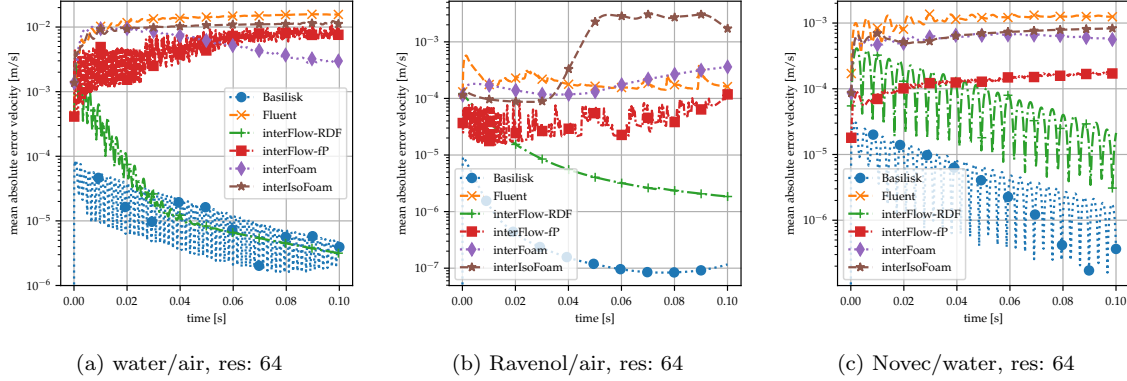 10⁻²
10⁻³
10⁻⁴
10⁻⁵
10⁻⁶
mean absolute error velocity [m/s]
Basilisk
Fluent
interFlow-RDF
interFlow-fP
interFoam
interIsoFoam
0.00 0.02 0.04 0.06 0.08 0.10
time [s]
(a) water/air, res: 64
10⁻³
10⁻⁴
10⁻⁵
10⁻⁶
10⁻⁷
mean absolute error velocity [m/s]
Basilisk
Fluent
interFlow-RDF
interFlow-fP
interFoam
interIsoFoam
0.00 0.02 0.04 0.06 0.08 0.10
time [s]
(b) Ravenol/air, res: 64
10⁻³
10⁻⁴
10⁻⁵
10⁻⁶
mean absolute error velocity [m/s]
Basilisk
Fluent
interFlow-RDF
interFlow-fP
interFoam
interIsoFoam
0.00 0.02 0.04 0.06 0.08 0.10
time [s]
(c) Novec/water, res: 64